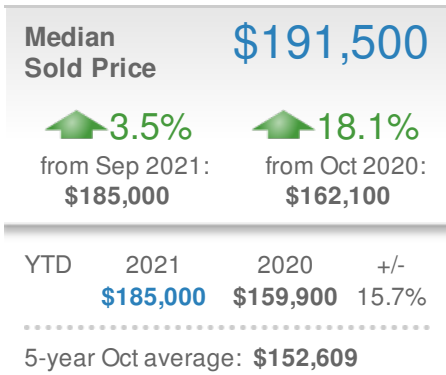 Median
Sold Price
$191,500
3.5% 18.1%
from Sep 2021: from Oct 2020:
$185,000 $162,100
YTD 2021 2020 +/-
$185,000 $159,900 15.7%
5-year Oct average: $152,609